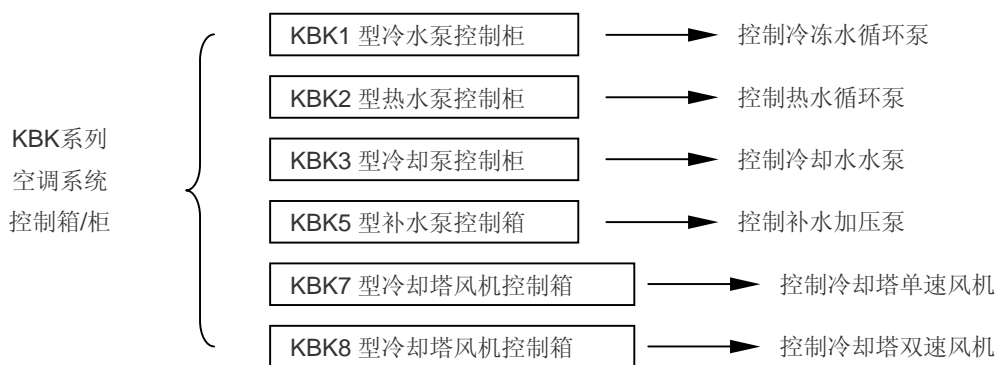 KBK系列
空调系统
控制箱/柜
KBK1 型冷水泵控制柜 控制冷冻水循环泵
KBK2 型热水泵控制柜 控制热水循环泵
KBK3 型冷却泵控制柜 控制冷却水水泵
KBK5 型补水泵控制箱 控制补水加压泵
KBK7 型冷却塔风机控制箱 控制冷却塔单速风机
KBK8 型冷却塔风机控制箱 控制冷却塔双速风机